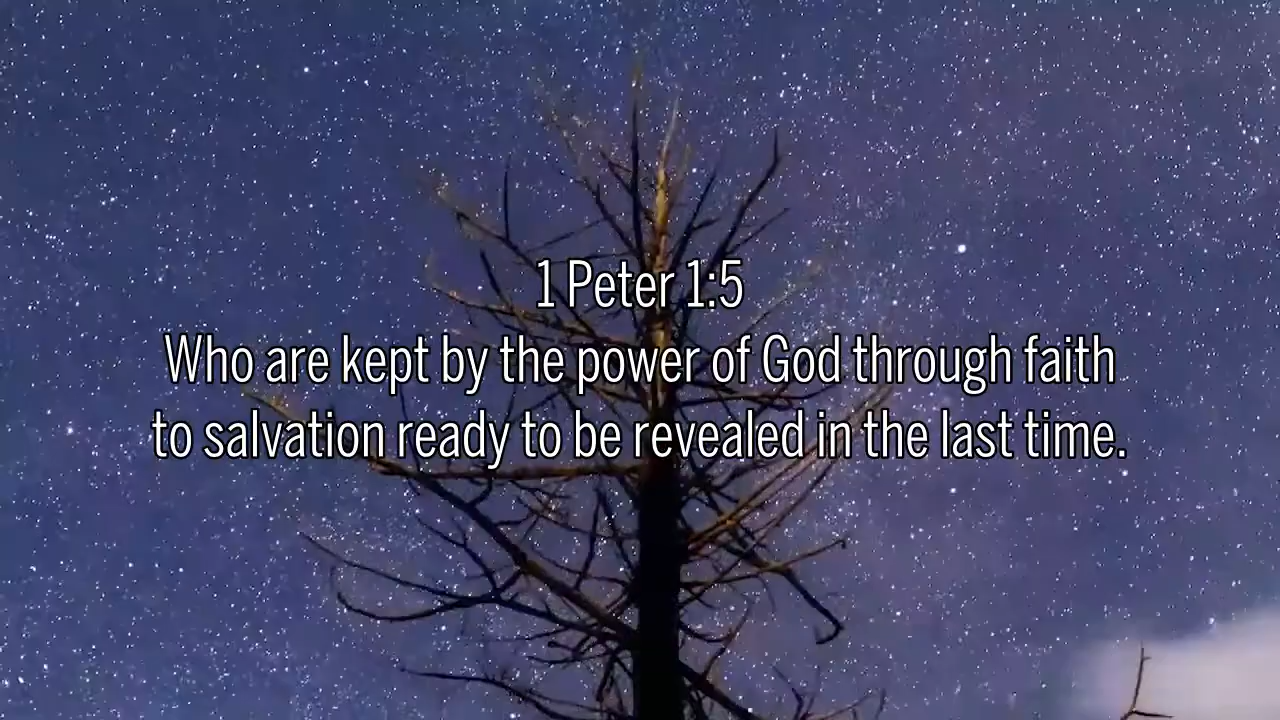 1 Peter 1:5
Who are kept by the power of God through faith
to salvation ready to be revealed in the last time.